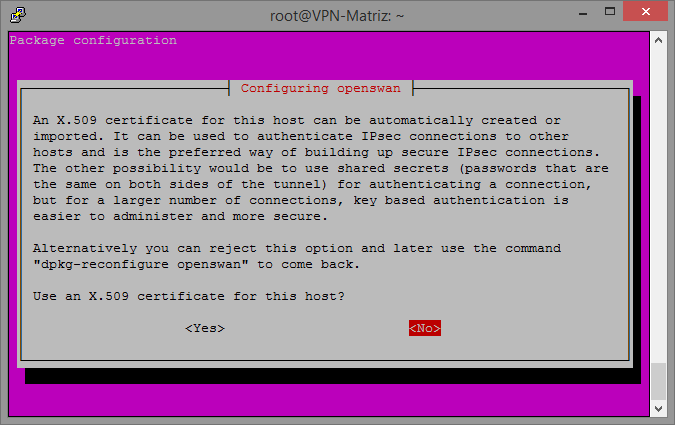 root@VPN-Matriz: ~
Package configuration
Configuring openswan
An X.509 certificate for this host can be automatically created or
imported. It can be used to authenticate IPsec connections to other
hosts and is the preferred way of building up secure IPsec connections.
The other possibility would be to use shared secrets (passwords that are
the same on both sides of the tunnel) for authenticating a connection,
but for a larger number of connections, key based authentication is
easier to administer and more secure.
Alternatively you can reject this option and later use the command
"dpkg-reconfigure openswan" to come back.
Use an X.509 certificate for this host?
<Yes> <No>